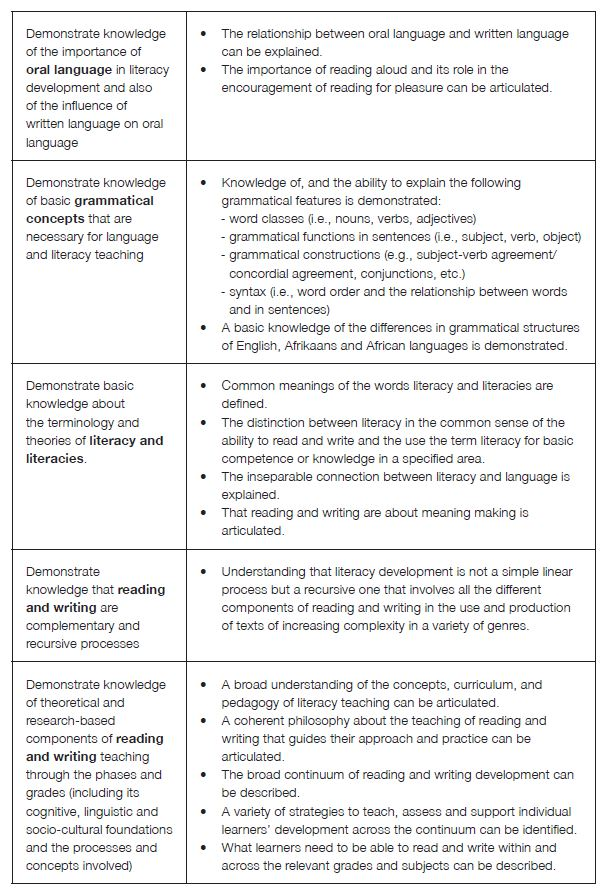 Demonstrate knowledge
of the importance of
oral language in literacy
development and also
of the influence of
written language on oral
language
• The relationship between oral language and written language
can be explained.
• The importance of reading aloud and its role in the
encouragement of reading for pleasure can be articulated.
Demonstrate knowledge
of basic grammatical
concepts that are
necessary for language
and literacy teaching
• Knowledge of, and the ability to explain the following
grammatical features is demonstrated:
- word classes (i.e., nouns, verbs, adjectives)
- grammatical functions in sentences (i.e., subject, verb, object)
- grammatical constructions (e.g., subject-verb agreement/
concordial agreement, conjunctions, etc.)
- syntax (i.e., word order and the relationship between words
and in sentences)
• A basic knowledge of the differences in grammatical structures
of English, Afrikaans and African languages is demonstrated.
Demonstrate basic
knowledge about
the terminology and
theories of literacy and
literacies.
• Common meanings of the words literacy and literacies are
defined.
• The distinction between literacy in the common sense of the
ability to read and write and the use the term literacy for basic
competence or knowledge in a specified area.
• The inseparable connection between literacy and language is
explained.
• That reading and writing are about meaning making is
articulated.
Demonstrate
knowledge that reading
and writing are
complementary and
recursive processes
• Understanding that literacy development is not a simple linear
process but a recursive one that involves all the different
components of reading and writing in the use and production
of texts of increasing complexity in a variety of genres.
Demonstrate knowledge
of theoretical and
research-based
components of reading
and writing teaching
through the phases and
grades (including its
cognitive, linguistic and
socio-cultural foundations
and the processes and
concepts involved)
• A broad understanding of the concepts, curriculum, and
pedagogy of literacy teaching can be articulated.
• A coherent philosophy about the teaching of reading and
writing that guides their approach and practice can be
articulated.
• The broad continuum of reading and writing development can
be described.
• A variety of strategies to teach, assess and support individual
learners' development across the continuum can be identified.
• What learners need to be able to read and write within and
across the relevant grades and subjects can be described.